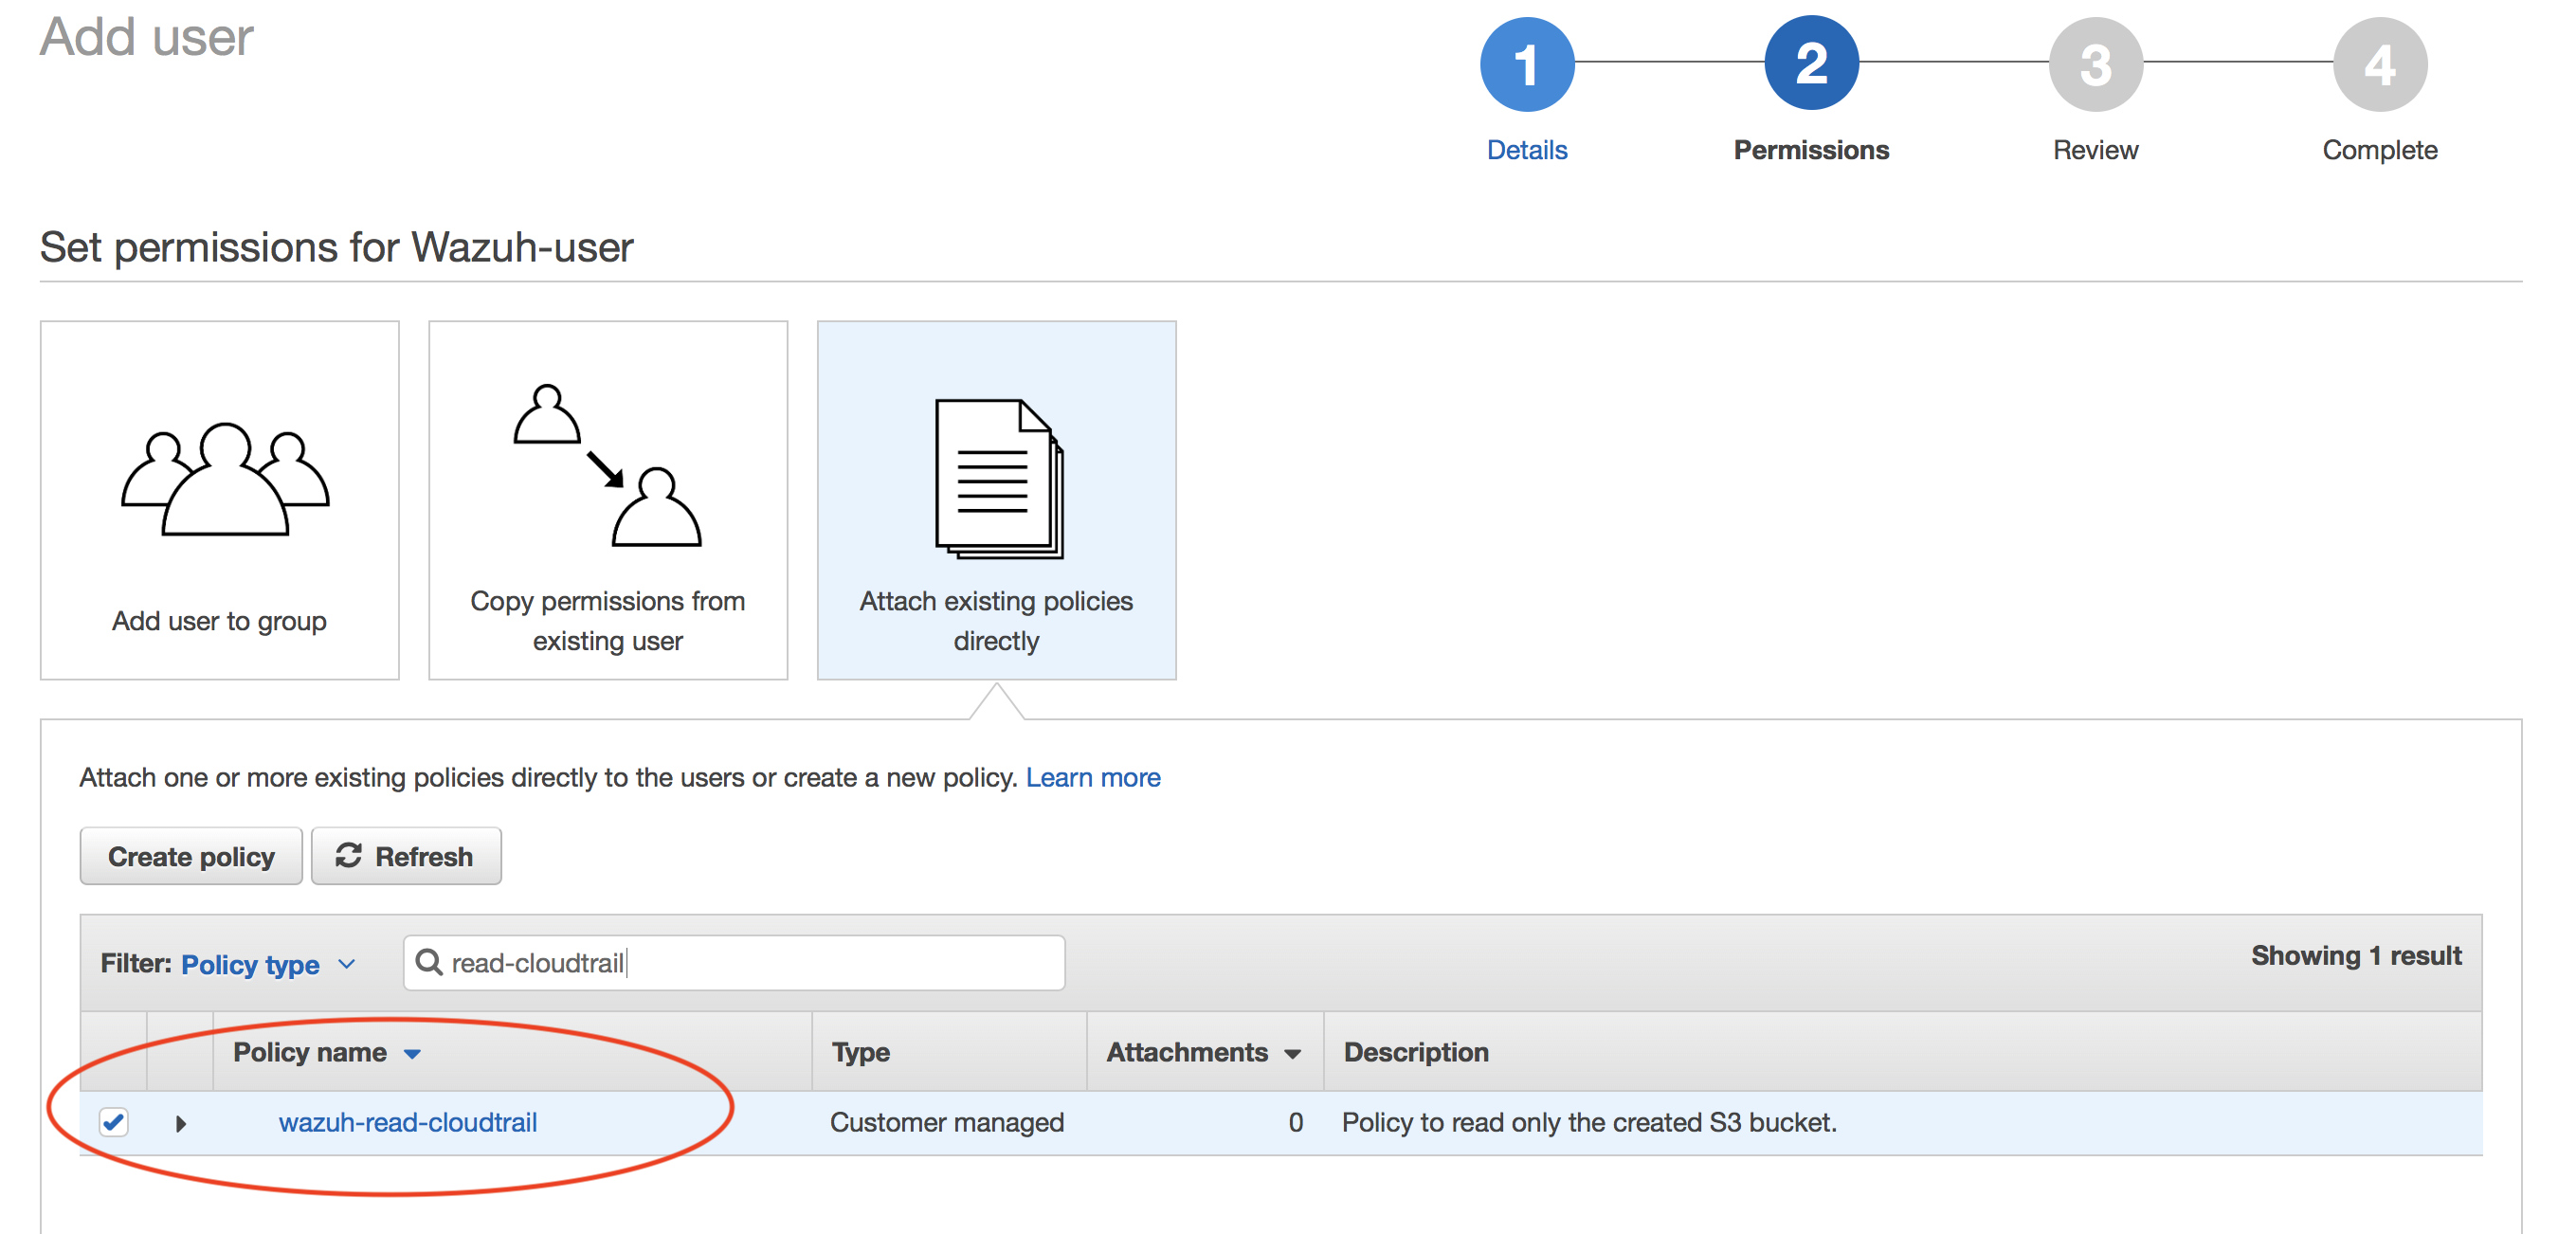 Add user
1
2
3
4
Details
Permissions
Review
Complete
Set permissions for Wazuh-user
Add user to group
Copy permissions from
existing user
Attach existing policies
directly
Attach one or more existing policies directly to the users or create a new policy. Learn more
Create policy
Refresh
Filter: Policy type
read-cloudtrail
Showing 1 result
Policy name
Type
Attachments
Description
wazuh-read-cloudtrail
Customer managed
0
Policy to read only the created S3 bucket.